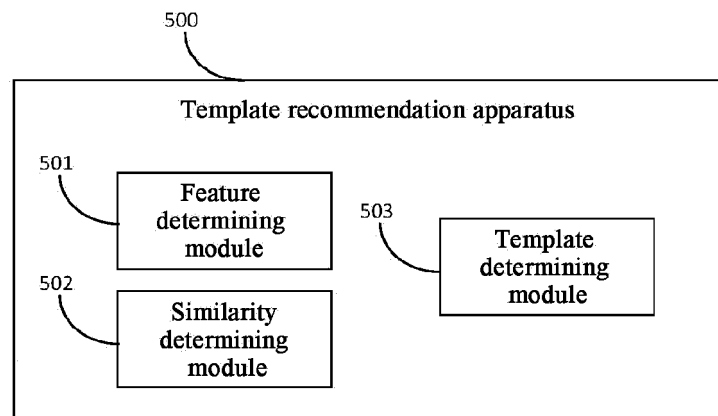 500
Template recommendation apparatus
501
Feature
determining
module
503
Template
determining
module
502
Similarity
determining
module